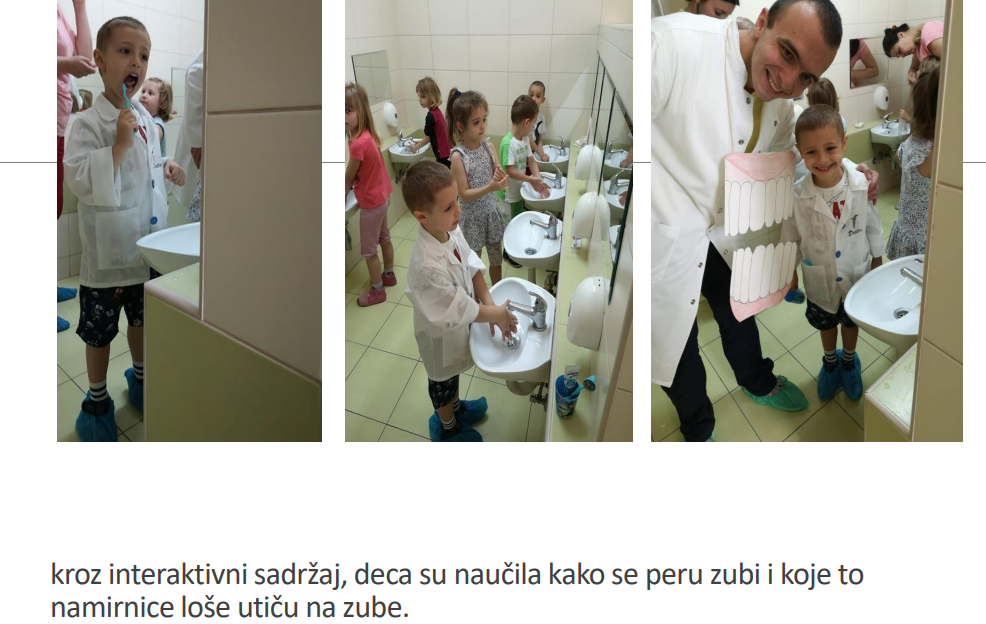 kroz interaktivni sadržaj, deca su naučila kako se peru zubi i koje to
namirnice loše utiču na zube.